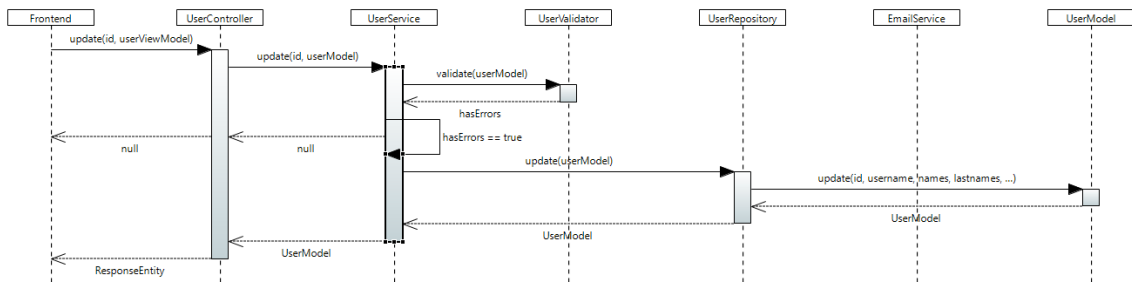 Frontend
UserController
UserService
UserValidator
UserRepository
EmailService
UserModel
update(id, userViewModel)
update(id, userModel)
validate(userModel)
hasErrors
hasErrors == true
null
null
update(userModel)
update(id, username, names, lastnames, ...)
UserModel
UserModel
UserModel
ResponseEntity